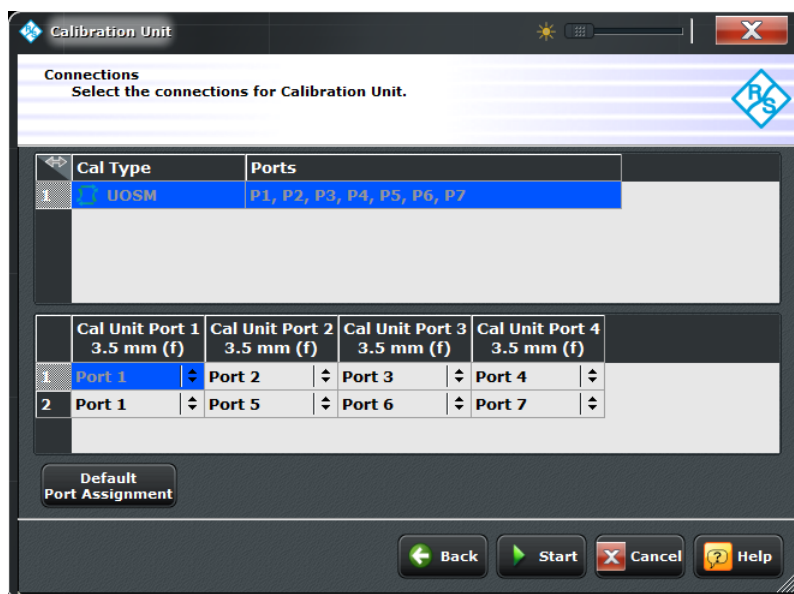 Calibration Unit
X
Connections
Select the connections for Calibration Unit.
R&S
Cal Type Ports
1 UOSM P1, P2, P3, P4, P5, P6, P7
Cal Unit Port 1 Cal Unit Port 2 Cal Unit Port 3 Cal Unit Port 4
3.5 mm (f) 3.5 mm (f) 3.5 mm (f) 3.5 mm (f)
1 Port 1 Port 2 Port 3 Port 4
2 Port 1 Port 5 Port 6 Port 7
Default
Port Assignment
Back Start X Cancel ? Help